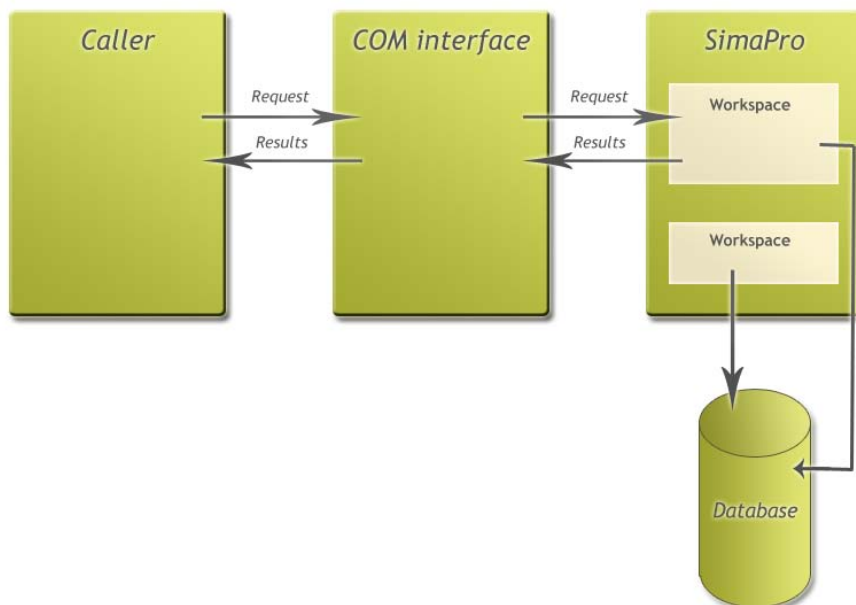 Caller
COM interface
SimaPro
Request
Request
Workspace
Results
Results
Workspace
Database